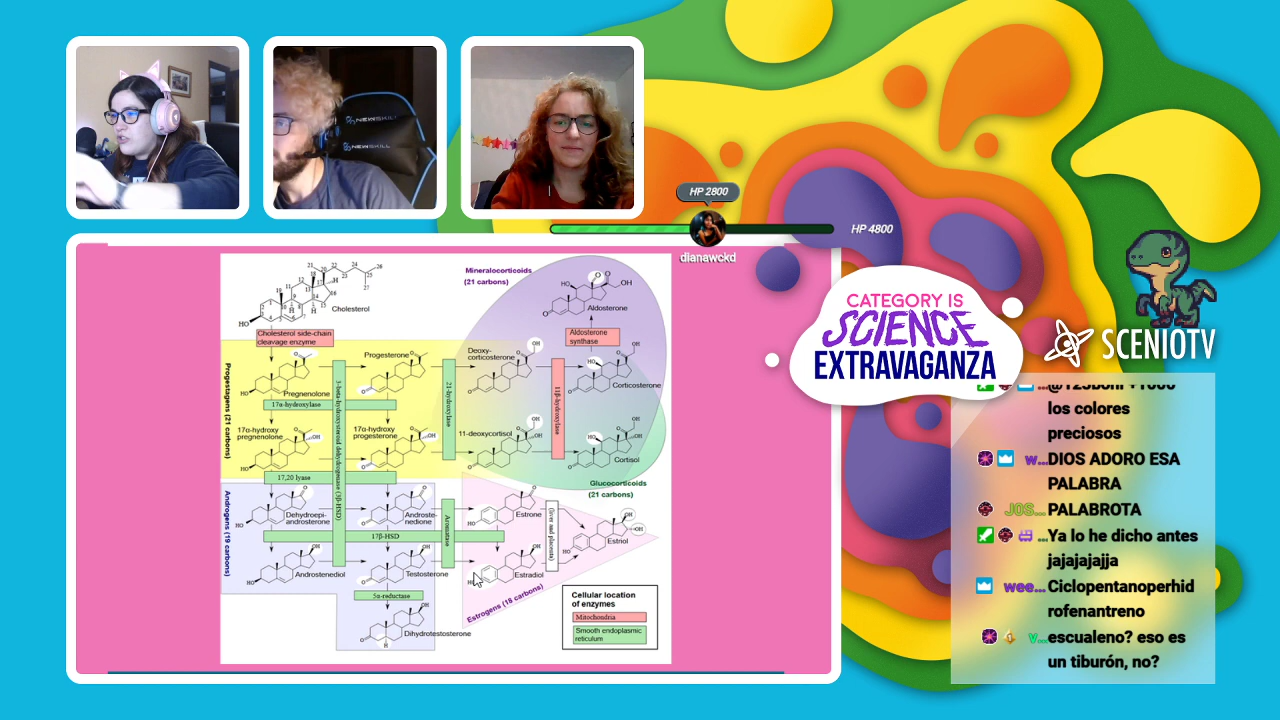 NEWSKILL
NEWSKILL
HP 2800
HP 4800
dianawckd
Mineralocorticoids
(21 carbons)
Cholesterol
HO
Cholesterol side-chain
cleavage enzyme
Aldosterone
Aldosterone
synthase
Progestagens (21 carbons)
Pregnenolone
Progesterone
Deoxy-
corticosterone
Corticosterone
3-beta-hydroxysteroid dehydrogenase (3β-HSD)
21-hydroxylase
11β-hydroxylase
17α-hydroxylase
17α-hydroxy
pregnenolone
17α-hydroxy
progesterone
11-deoxycortisol
Cortisol
Glucocorticoids
(21 carbons)
17,20 lyase
Androgens (19 carbons)
Dehydroepi-
androsterone
Androste-
nedione
Aromatase
Estrone
(liver and placenta)
Estriol
17β-HSD
Androstenediol
Testosterone
Estradiol
Estrogens (18 carbons)
5α-reductase
Dihydrotestosterone
Cellular location
of enzymes
Mitochondria
Smooth endoplasmic
reticulum
CATEGORY IS
SCIENCE
EXTRAVAGANZA
SCENIOTV
los colores
preciosos
w...DIOS ADORO ESA
PALABRA
JOS... PALABROTA
...Ya lo he dicho antes
jajajajajja
wee...Ciclopentanoperhid
rofenantreno
v...escualeno? eso es
un tiburón, no?